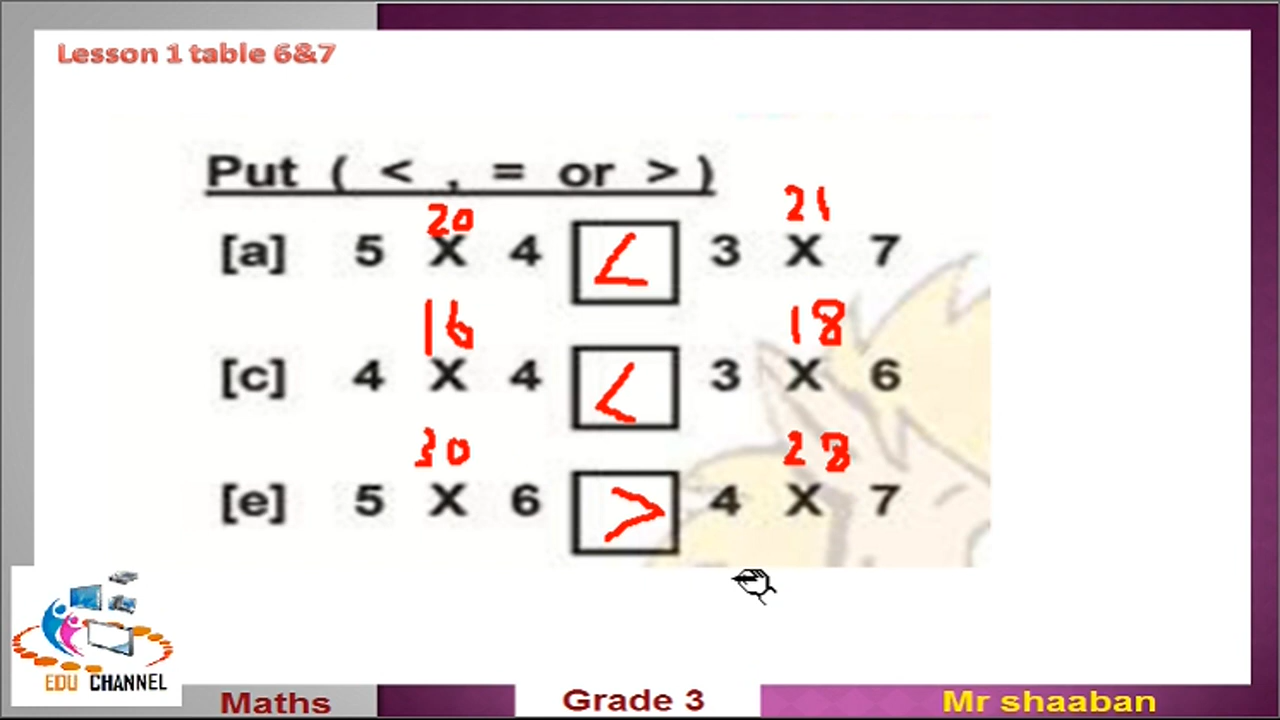 Lesson 1 table 6&7
Put ( < , = or > )
20 21
[a] 5 X 4 < 3 X 7
16 18
[c] 4 X 4 < 3 X 6
30 28
[e] 5 X 6 > 4 X 7
EDU CHANNEL
Maths Grade 3 Mr shaaban